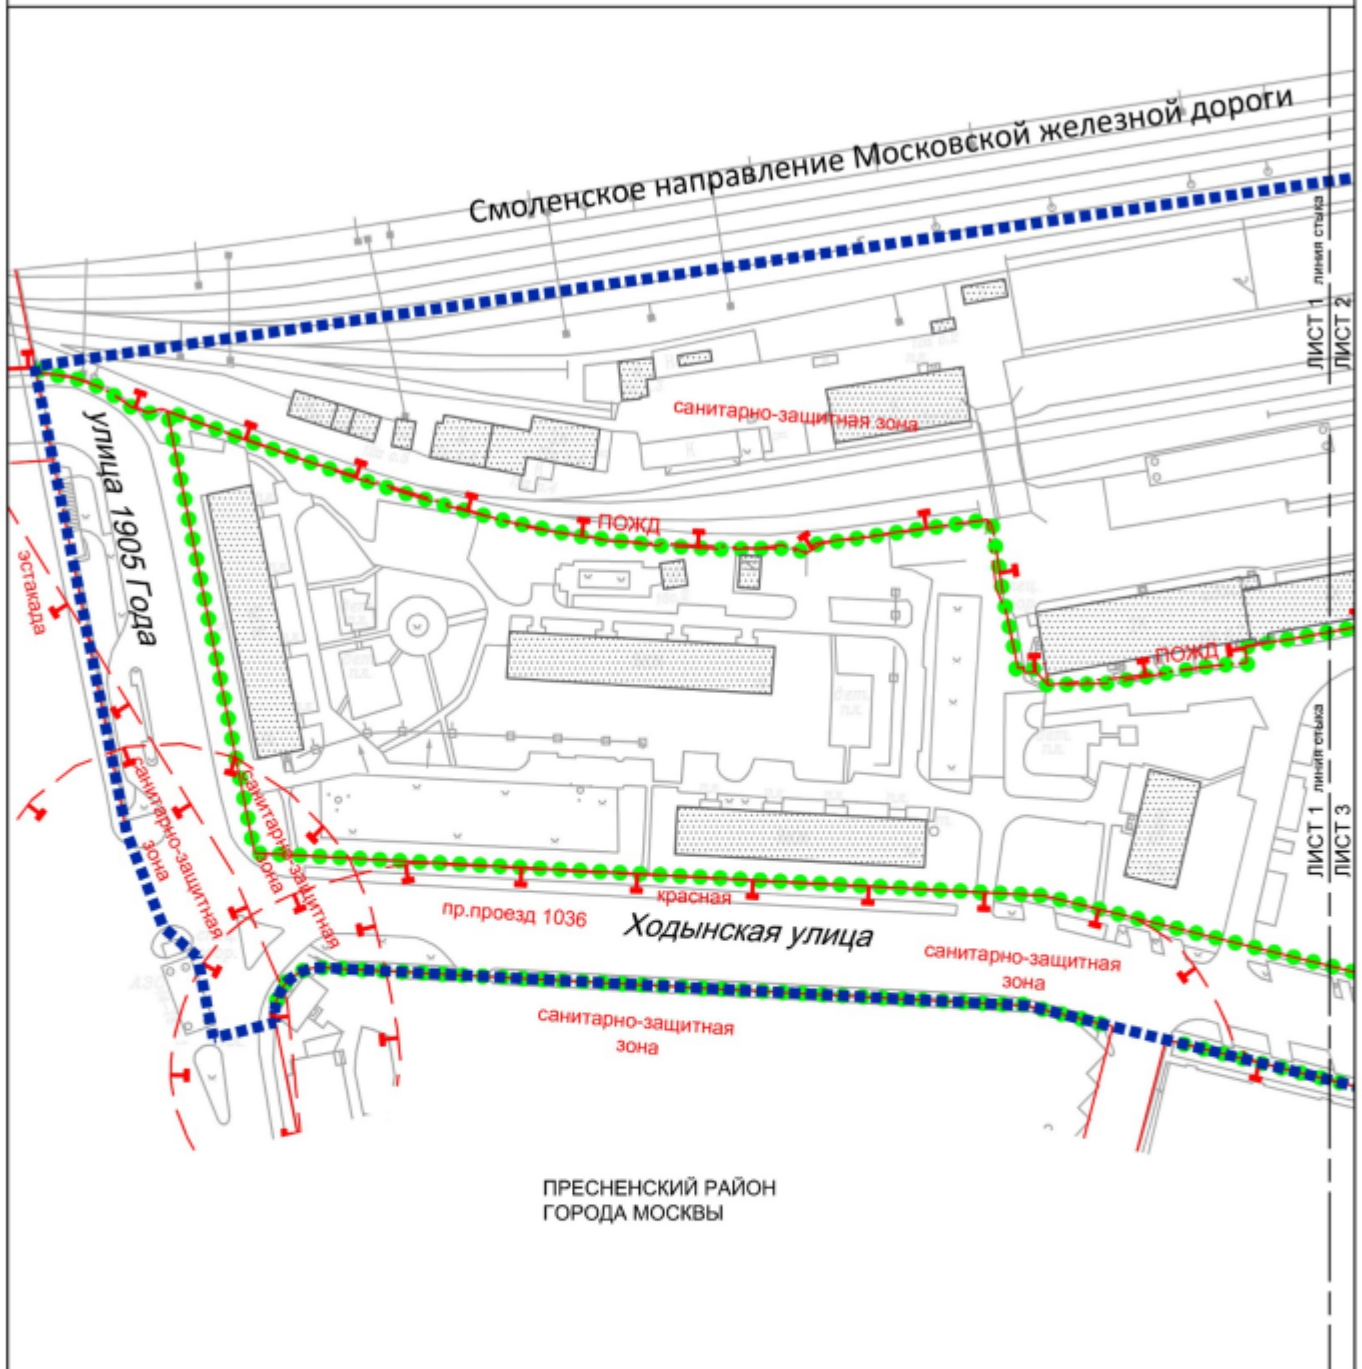 Смоленское направление Московской железной дороги
линия стыка
ЛИСТ 1
ЛИСТ 2
санитарно-защитная зона
улица 1905 Года
ПОЖД
эстакада
ПОЖД
линия стыка
ЛИСТ 1
ЛИСТ 3
санитарно-защитная
зона
санитарно-защитная
зона
красная
пр.проезд 1036
Ходынская улица
санитарно-защитная
зона
санитарно-защитная
зона
ПРЕСНЕНСКИЙ РАЙОН
ГОРОДА МОСКВЫ